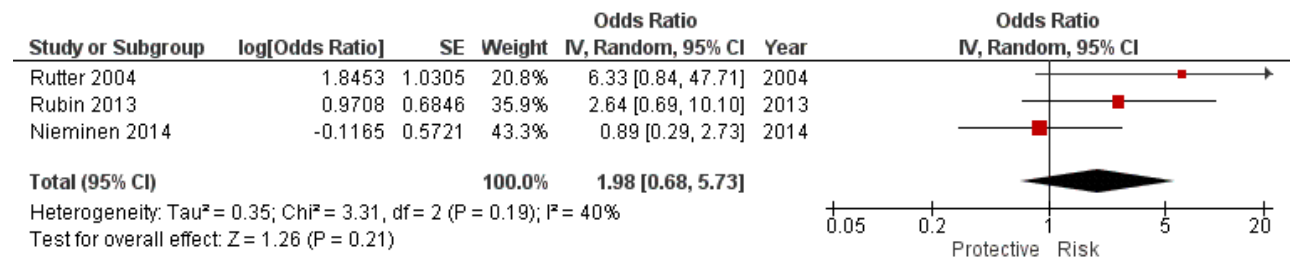 Odds Ratio Odds Ratio
Study or Subgroup log[Odds Ratio] SE Weight IV, Random, 95% CI Year IV, Random, 95% CI
Rutter 2004 1.8453 1.0305 20.8% 6.33 [0.84, 47.71] 2004
Rubin 2013 0.9708 0.6846 35.9% 2.64 [0.69, 10.10] 2013
Nieminen 2014 -0.1165 0.5721 43.3% 0.89 [0.29, 2.73] 2014
Total (95% CI) 100.0% 1.98 [0.68, 5.73]
Heterogeneity: Tau² = 0.35; Chi² = 3.31, df = 2 (P = 0.19); I² = 40%
Test for overall effect: Z = 1.26 (P = 0.21)
0.05 0.2 1 5 20
Protective Risk